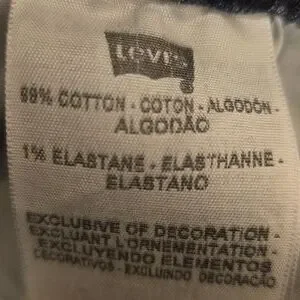 LEVI'S
99% COTTON - COTON - ALGODÓN -
ALGODÃO
1% ELASTANE - ELASTHANNE -
ELASTANO
EXCLUSIVE OF DECORATION -
EXCLUANT L'ORNEMENTATION -
EXCLUYENDO ELEMENTOS
DECORATIVOS - EXCLUINDO DECORAÇÃO